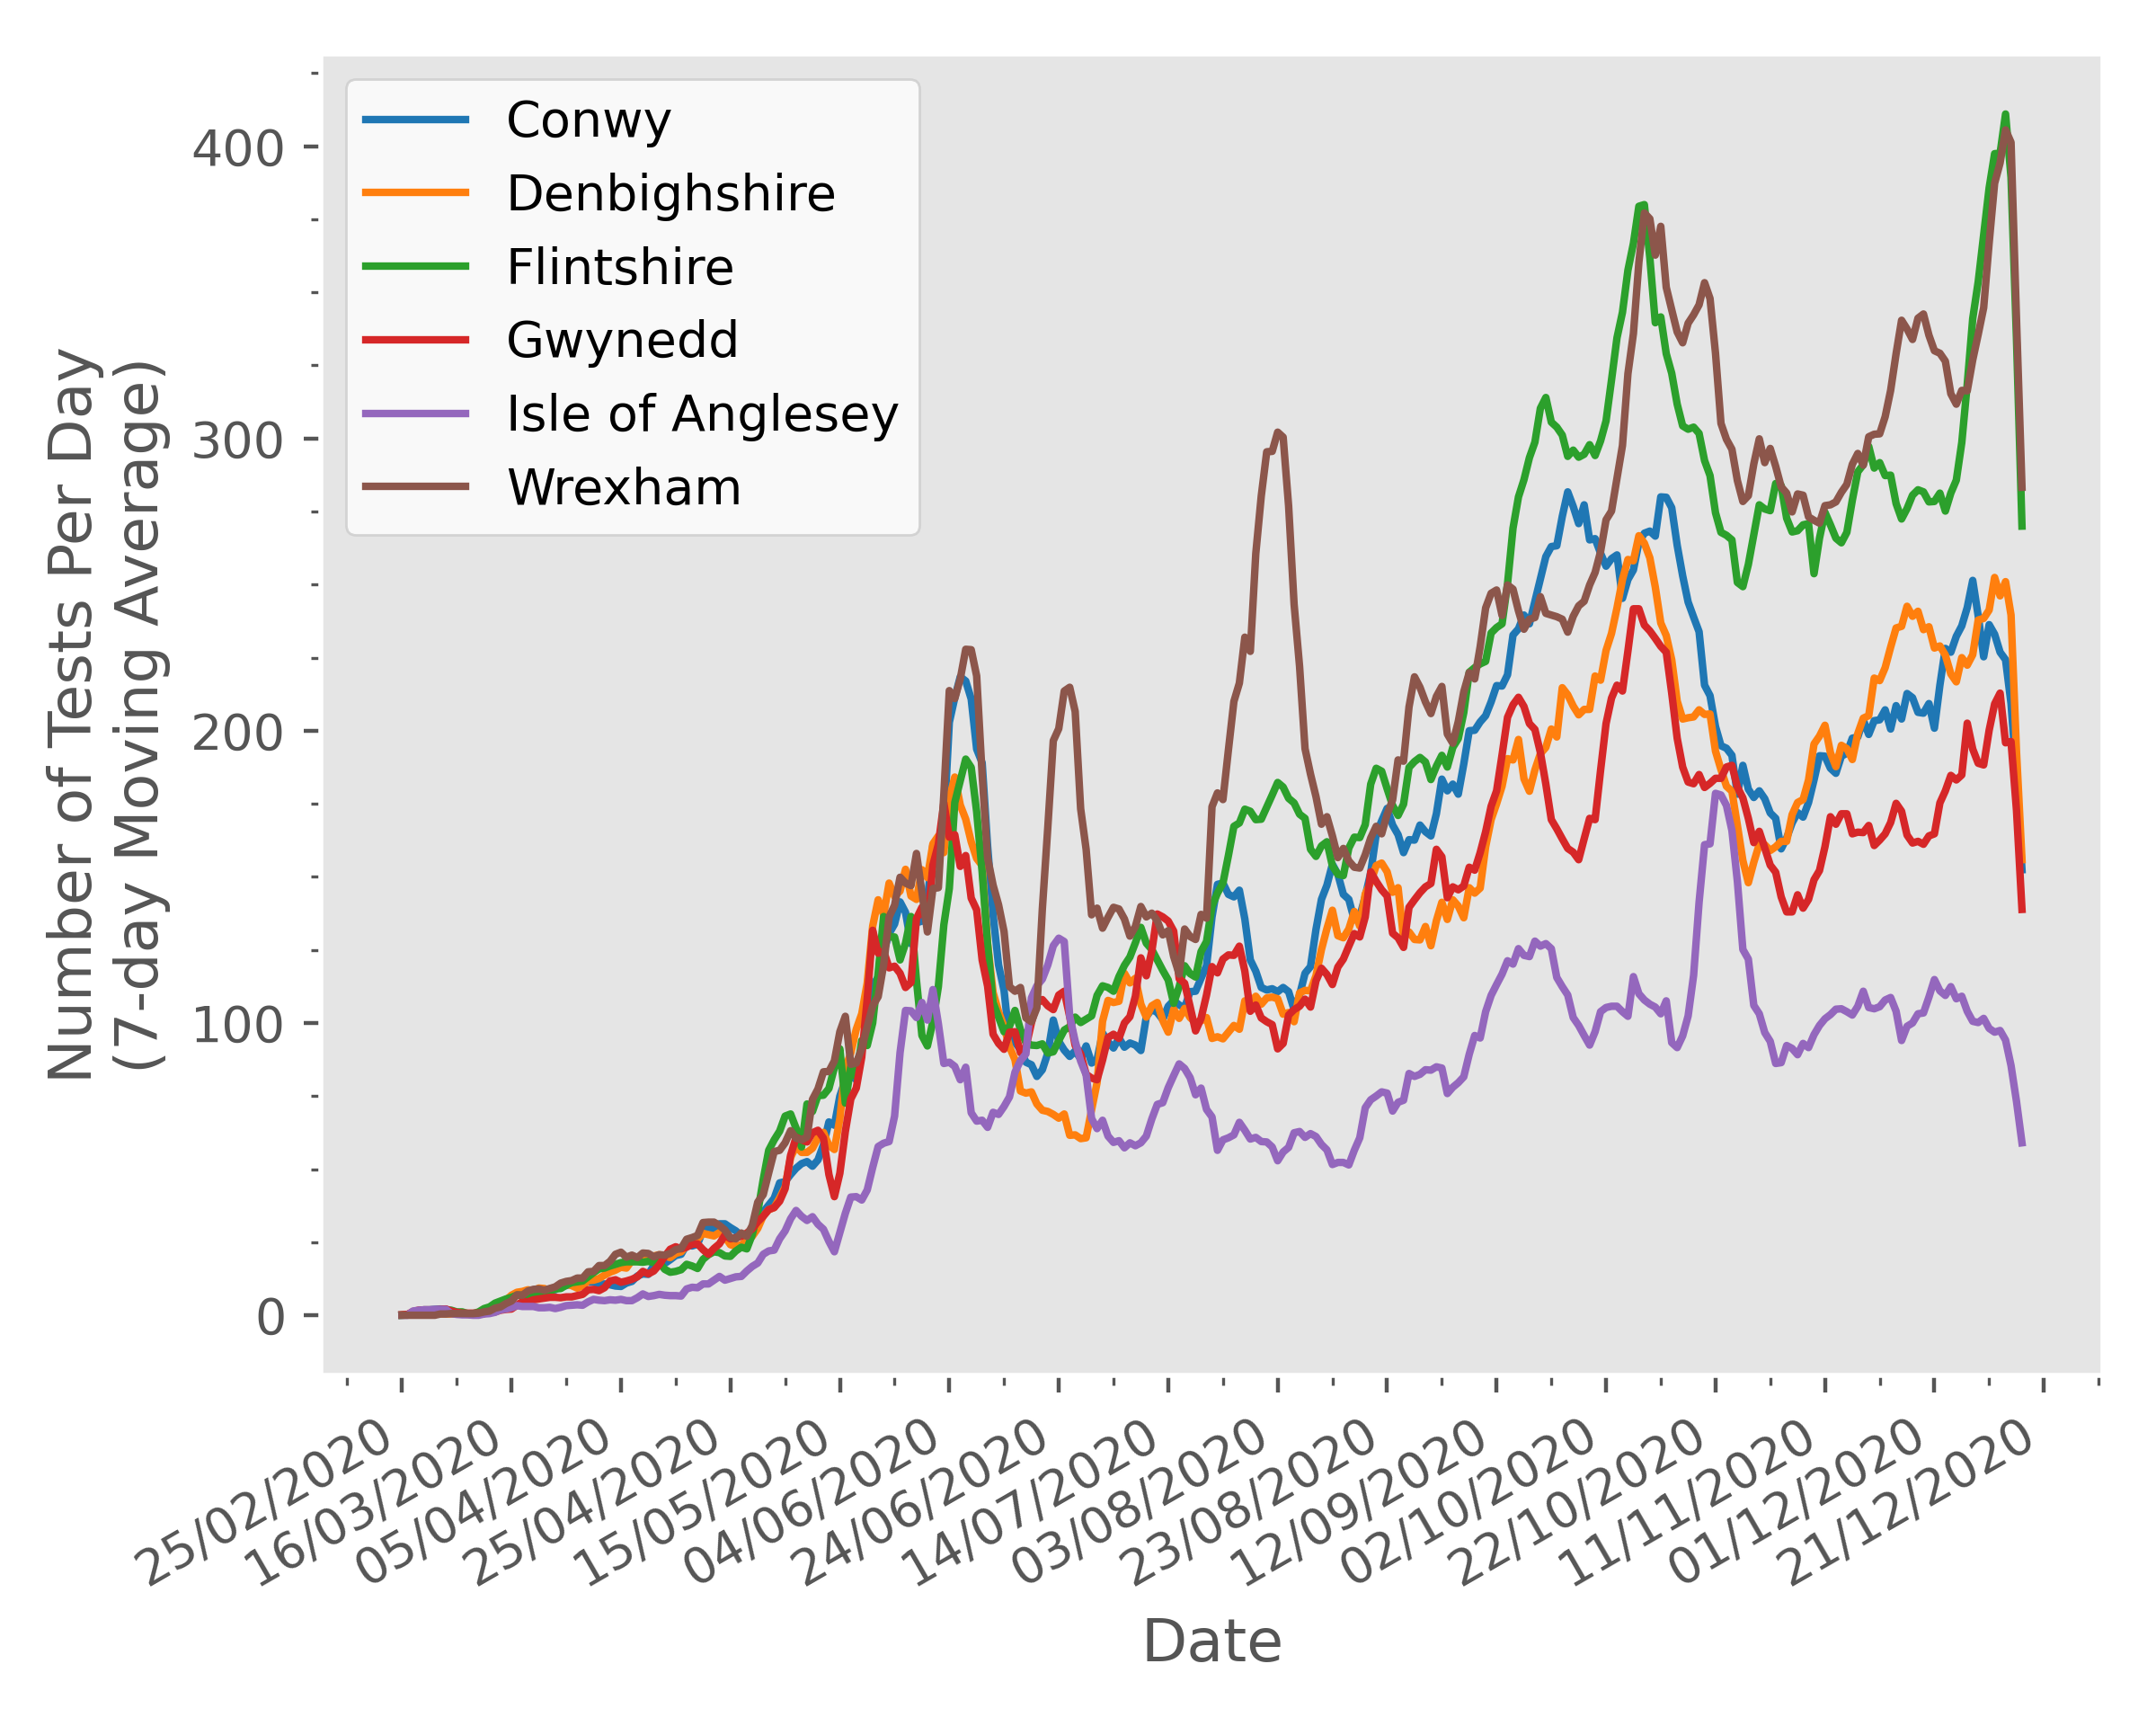 Number of Tests Per Day
(7-day Moving Average)
400
300
200
100
0
Conwy
Denbighshire
Flintshire
Gwynedd
Isle of Anglesey
Wrexham
25/02/2020
16/03/2020
05/04/2020
25/04/2020
15/05/2020
04/06/2020
24/06/2020
14/07/2020
03/08/2020
23/08/2020
12/09/2020
02/10/2020
22/10/2020
11/11/2020
01/12/2020
21/12/2020
Date